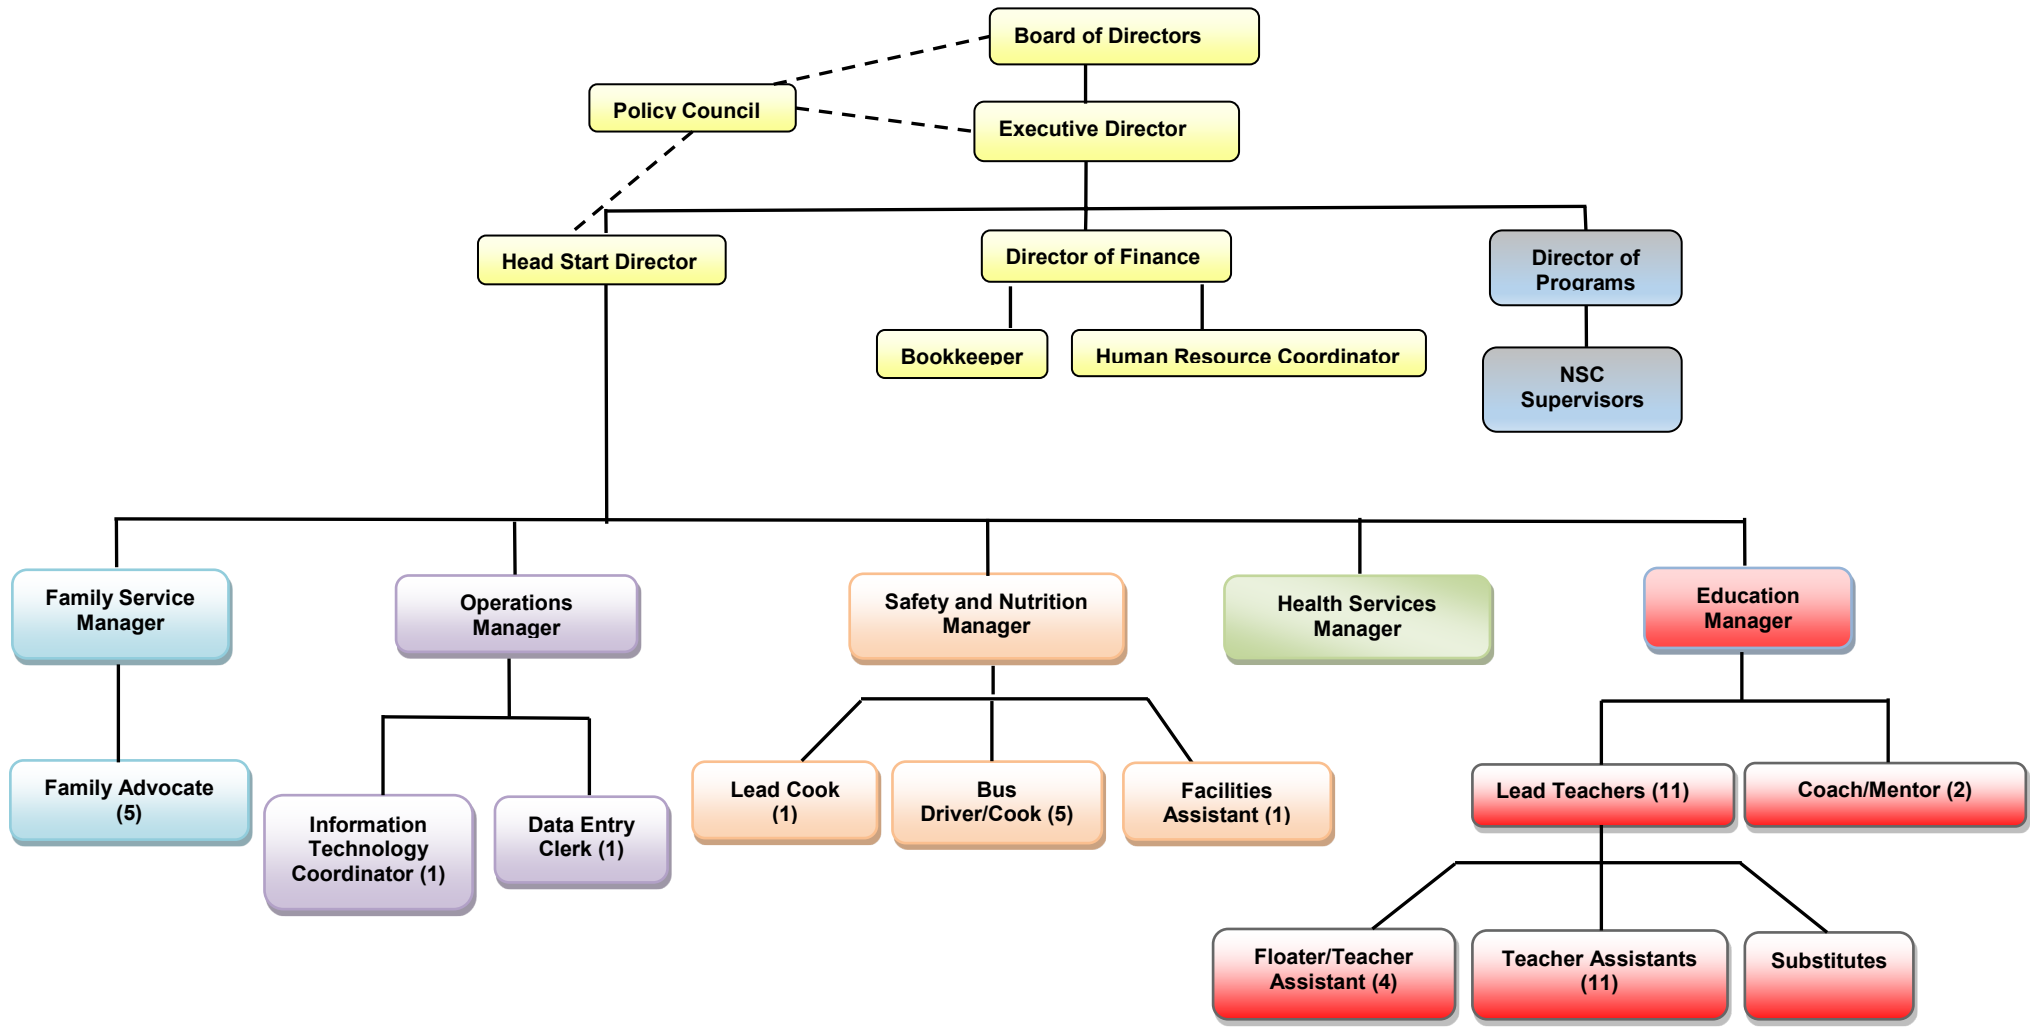 Board of Directors
Policy Council
Executive Director
Head Start Director
Director of Finance
Director of
Programs
Bookkeeper
Human Resource Coordinator
NSC
Supervisors
Family Service
Manager
Operations
Manager
Safety and Nutrition
Manager
Health Services
Manager
Education
Manager
Family Advocate
(5)
Information
Technology
Coordinator (1)
Data Entry
Clerk (1)
Lead Cook
(1)
Bus
Driver/Cook (5)
Facilities
Assistant (1)
Lead Teachers (11)
Coach/Mentor (2)
Floater/Teacher
Assistant (4)
Teacher Assistants
(11)
Substitutes